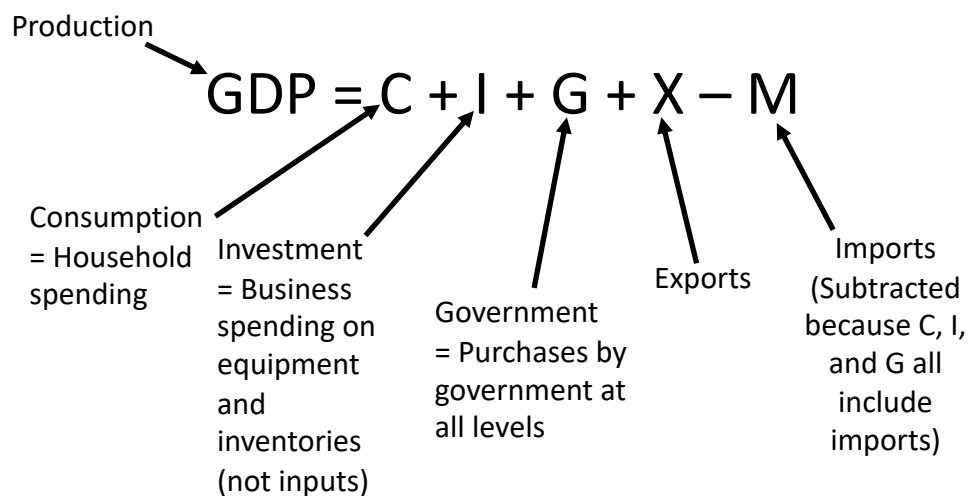 Production
GDP = C + I + G + X – M
Consumption
= Household
spending
Investment
= Business
spending on
equipment
and
inventories
(not inputs)
Government
= Purchases by
government at
all levels
Exports
Imports
(Subtracted
because C, I,
and G all
include
imports)